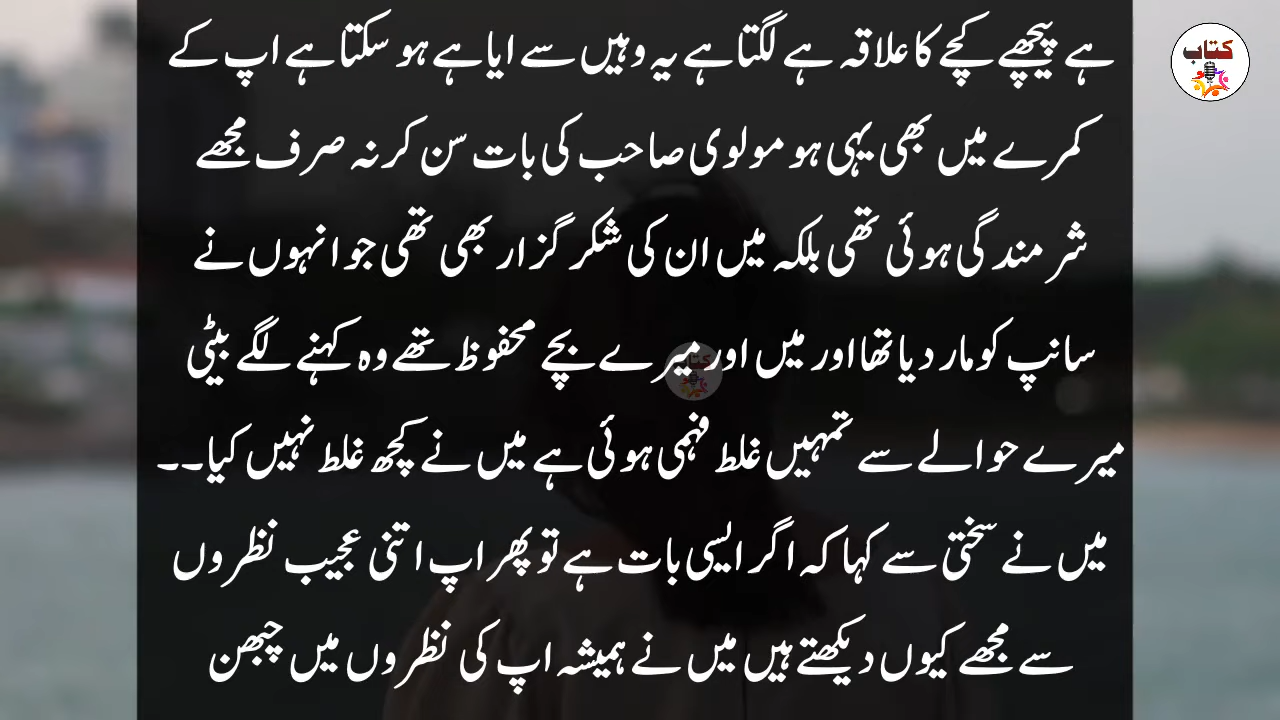 ہے پیچھے کچے کا علاقہ ہے لگتا ہے یہ وہیں سے ایا ہے ہو سکتا ہے اپ کے
کمرے میں بھی یہی ہو مولوی صاحب کی بات سن کر نہ صرف مجھے
شرمندگی ہوئی تھی بلکہ میں ان کی شکر گزار بھی تھی جو انہوں نے
سانپ کو مار دیا تھا اور میں اور میرے بچے محفوظ تھے وہ کہنے لگے بیٹی
میرے حوالے سے تمہیں غلط فہمی ہوئی ہے میں نے کچھ غلط نہیں کیا۔۔
میں نے سختی سے کہا کہ اگر ایسی بات ہے تو پھر اپ اتنی عجیب نظروں
سے مجھے کیوں دیکھتے ہیں میں نے ہمیشہ اپ کی نظروں میں چبھن
کتاب
کتاب